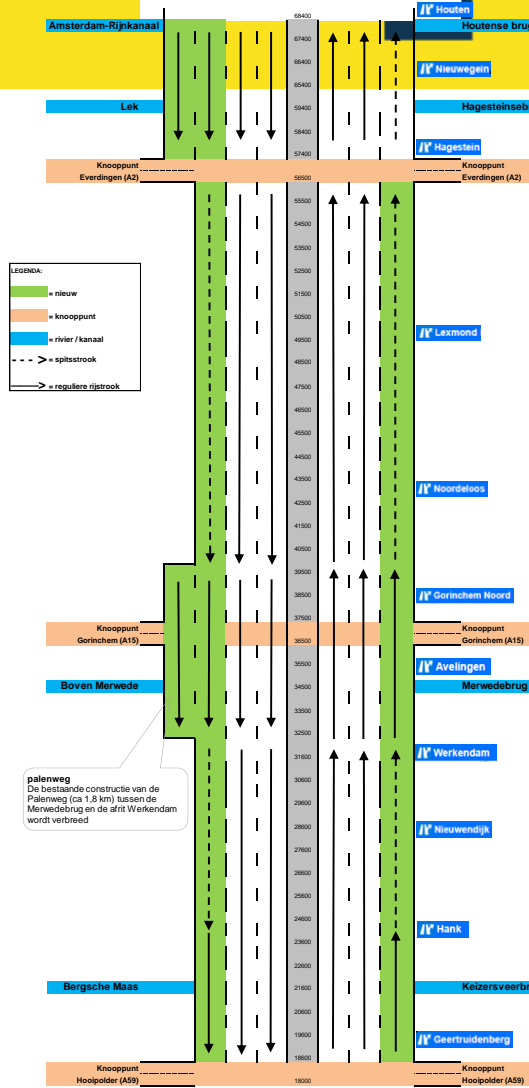 Houten
68400
Amsterdam-Rijnkanaal
Houtense brug
67400
66400
Nieuwegein
65400
Lek
59400
Hagesteinseb
58400
Hagestein
57400
Knooppunt
Everdingen (A2)
56500
Knooppunt
Everdingen (A2)
55500
54500
53500
52500
LEGENDA:
= nieuw
= knooppunt
= rivier / kanaal
= spitsstrook
= reguliere rijstrook
51500
50500
49500
Lexmond
48500
47500
46500
45500
44500
43500
Noordeloos
42500
41500
40500
39500
38500
Gorinchem Noord
37500
Knooppunt
Gorinchem (A15)
36500
Knooppunt
Gorinchem (A15)
35500
Avelingen
Boven Merwede
34500
Merwedebrug
33500
32500
31600
Werkendam
palenweg
De bestaande constructie van de
Palenweg (ca 1,8 km) tussen de
Merwedebrug en de afrit Werkendam
wordt verbreed
30600
29600
28600
Nieuwendijk
27600
26600
25600
24600
Hank
23600
22600
Bergsche Maas
21600
Keizersveerbr
20600
19600
Geertruidenberg
18600
Knooppunt
Hooipolder (A59)
18000
Knooppunt
Hooipolder (A59)